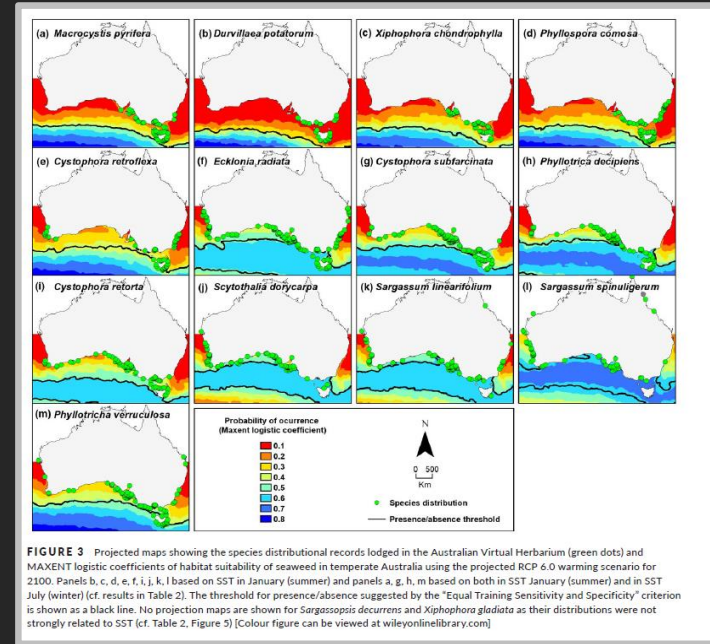 (a) Macrocystis pyrifera
(b) Durvillaea potatorum
(c) Xiphophora chondrophylla
(d) Phyllospora comosa
(e) Cystophora retroflexa
(f) Ecklonia radiata
(g) Cystophora subfarcinata
(h) Phyllotrica decipiens
(i) Cystophora retorta
(j) Scytothalia dorycarpa
(k) Sargassum linearifolium
(l) Sargassum spinuligerum
(m) Phyllotricha verruculosa
Probability of ocurrence
(Maxent logistic coefficient)
0.1
0.2
0.3
0.4
0.5
0.6
0.7
0.8
N
0 500
Km
Species distribution
Presence/absence threshold
FIGURE 3 Projected maps showing the species distributional records lodged in the Australian Virtual Herbarium (green dots) and
MAXENT logistic coefficients of habitat suitability of seaweed in temperate Australia using the projected RCP 6.0 warming scenario for
2100. Panels b, c, d, e, f, i, j, k, l based on SST in January (summer) and panels a, g, h, m based on both in SST January (summer) and in SST
July (winter) (cf. results in Table 2). The threshold for presence/absence suggested by the "Equal Training Sensitivity and Specificity" criterion
is shown as a black line. No projection maps are shown for Sargassopsis decurrens and Xiphophora gladiata as their distributions were not
strongly related to SST (cf. Table 2, Figure 5) [Colour figure can be viewed at wileyonlinelibrary.com]